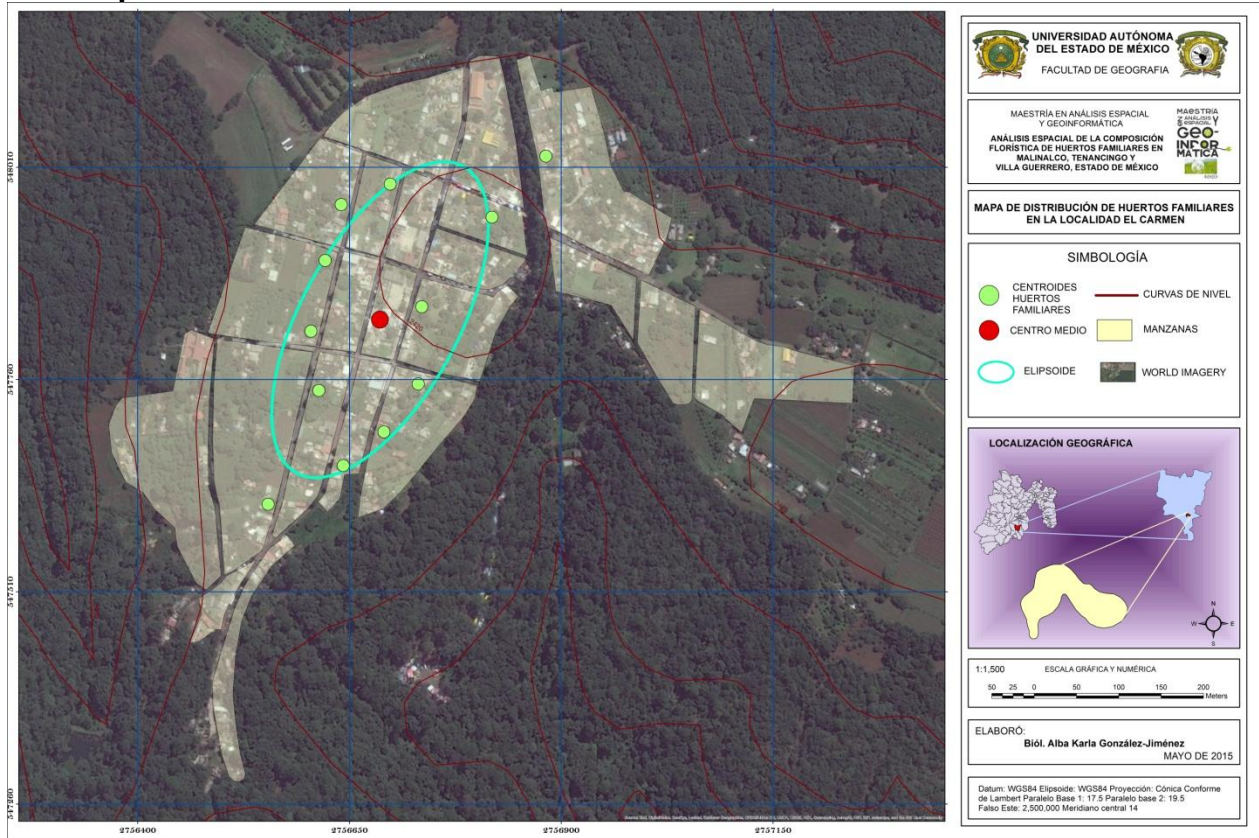 UNIVERSIDAD AUTÓNOMA
DEL ESTADO DE MÉXICO
FACULTAD DE GEOGRAFIA
MAESTRÍA EN ANÁLISIS ESPACIAL
Y GEOINFORMÁTICA
ANÁLISIS ESPACIAL DE LA COMPOSICIÓN
FLORÍSTICA DE HUERTOS FAMILIARES EN
MALINALCO, TENANCINGO Y
VILLA GUERRERO, ESTADO DE MÉXICO
MAESTRÍA
ANÁLISIS
ESPACIAL Y
GEO-
INFOR
MÁTICA
MAPA DE DISTRIBUCIÓN DE HUERTOS FAMILIARES
EN LA LOCALIDAD EL CARMEN
SIMBOLOGÍA
CENTROIDES
HUERTOS
FAMILIARES
CURVAS DE NIVEL
CENTRO MEDIO
MANZANAS
ELIPSOIDE
WORLD IMAGERY
LOCALIZACIÓN GEOGRÁFICA
N
W
E
S
1:1,500
ESCALA GRÁFICA Y NUMÉRICA
50 25 0 50 100 150 200
Meters
ELABORÓ:
Biól. Alba Karla González-Jiménez
MAYO DE 2015
Datum: WGS84 Elipsoide: WGS84 Proyección: Cónica Conforme
de Lambert Paralelo Base 1: 17.5 Paralelo base 2: 19.5
Falso Este: 2,500,000 Meridiano central 14
548010
547760
547510
547260
2756400
2756650
2756900
2757150